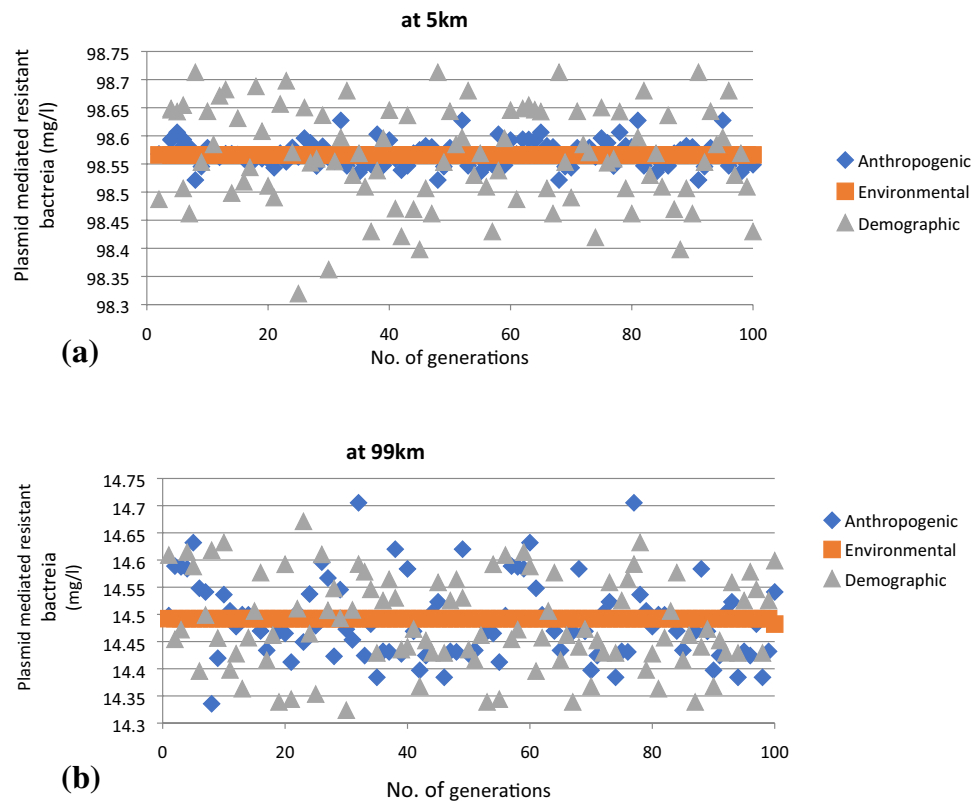 at 5km
Plasmid mediated resistant
bactreia (mg/l)
98.75
98.7
98.65
98.6
98.55
98.5
98.45
98.4
98.35
98.3
0 20 40 60 80 100
No. of generations
Anthropogenic
Environmental
Demographic
(a)
at 99km
Plasmid mediated resistant
bactreia
(mg/l)
14.75
14.7
14.65
14.6
14.55
14.5
14.45
14.4
14.35
14.3
0 20 40 60 80 100
No. of generations
Anthropogenic
Environmental
Demographic
(b)